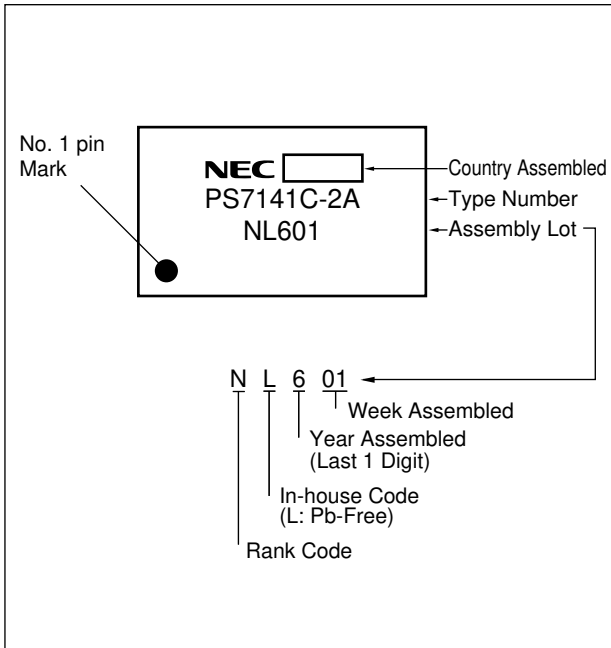 No. 1 pin
Mark
NEC
Country Assembled
PS7141C-2A
Type Number
NL601
Assembly Lot
N L 6 01
Week Assembled
Year Assembled
(Last 1 Digit)
In-house Code
(L: Pb-Free)
Rank Code